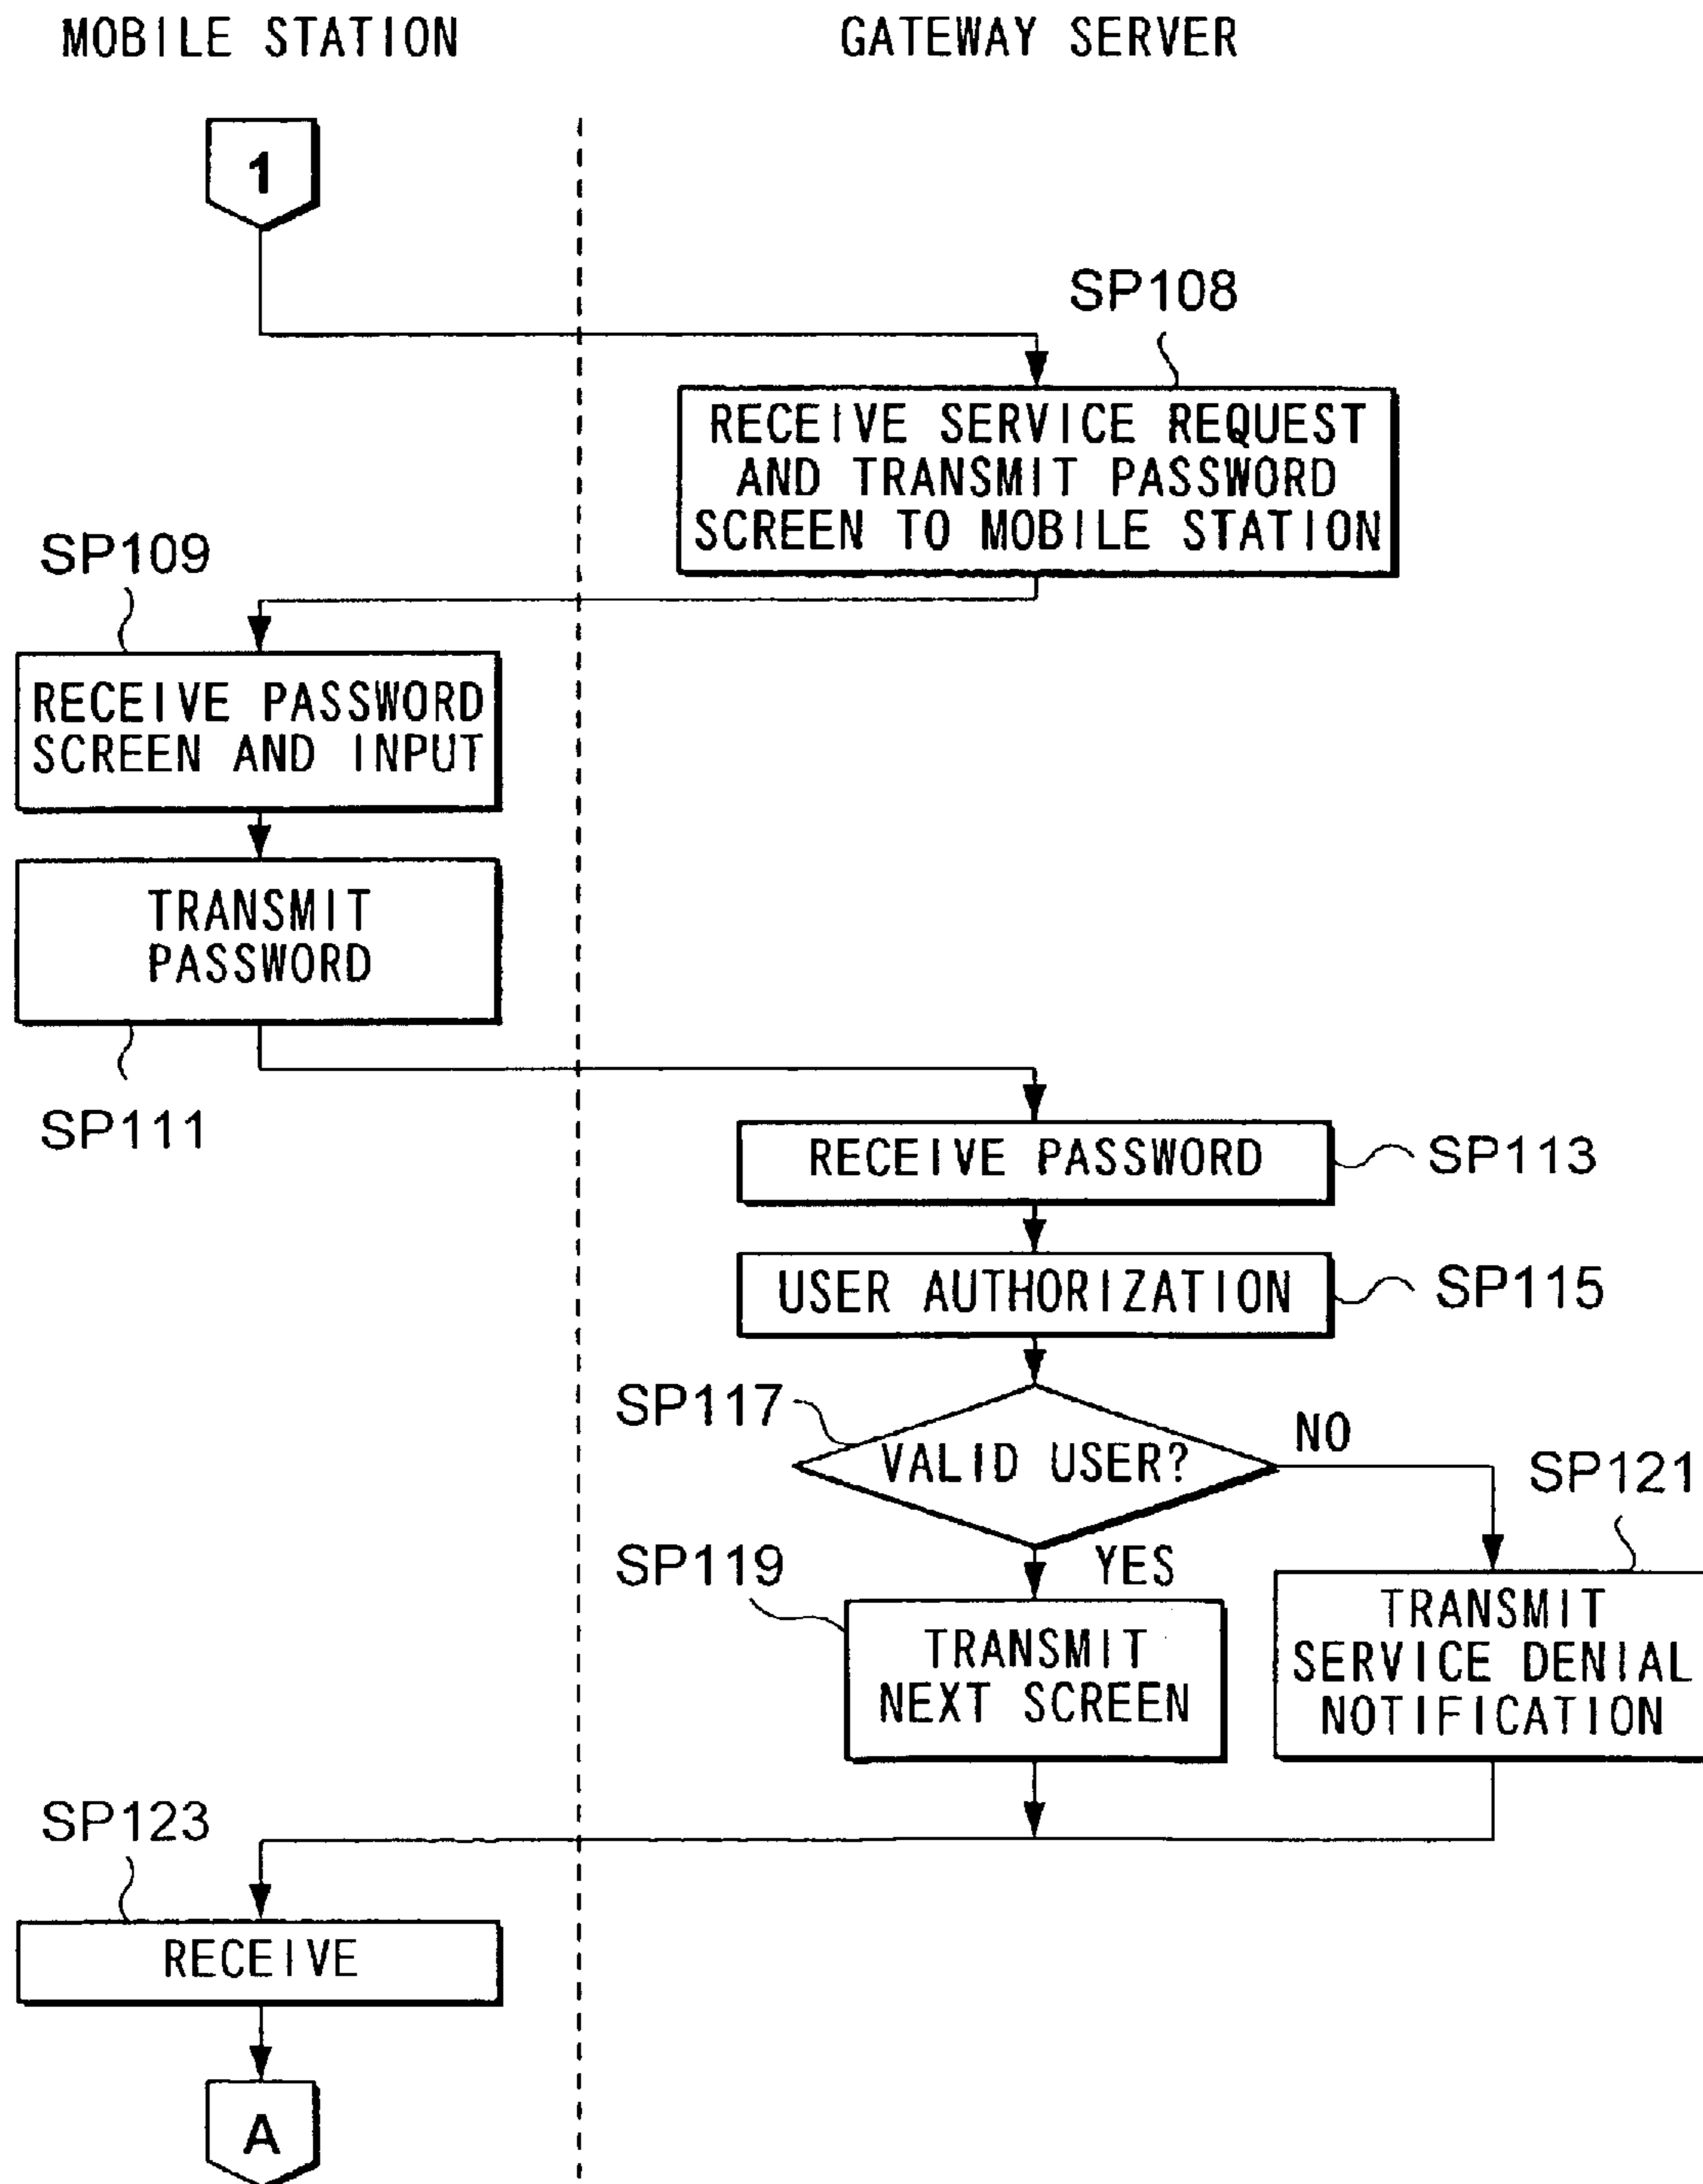 MOBILE STATION
GATEWAY SERVER
1
SP108
RECEIVE SERVICE REQUEST
AND TRANSMIT PASSWORD
SCREEN TO MOBILE STATION
SP109
RECEIVE PASSWORD
SCREEN AND INPUT
TRANSMIT
PASSWORD
SP111
RECEIVE PASSWORD
SP113
USER AUTHORIZATION
SP115
SP117
VALID USER?
NO
SP121
SP119
YES
TRANSMIT
NEXT SCREEN
TRANSMIT
SERVICE DENIAL
NOTIFICATION
SP123
RECEIVE
A